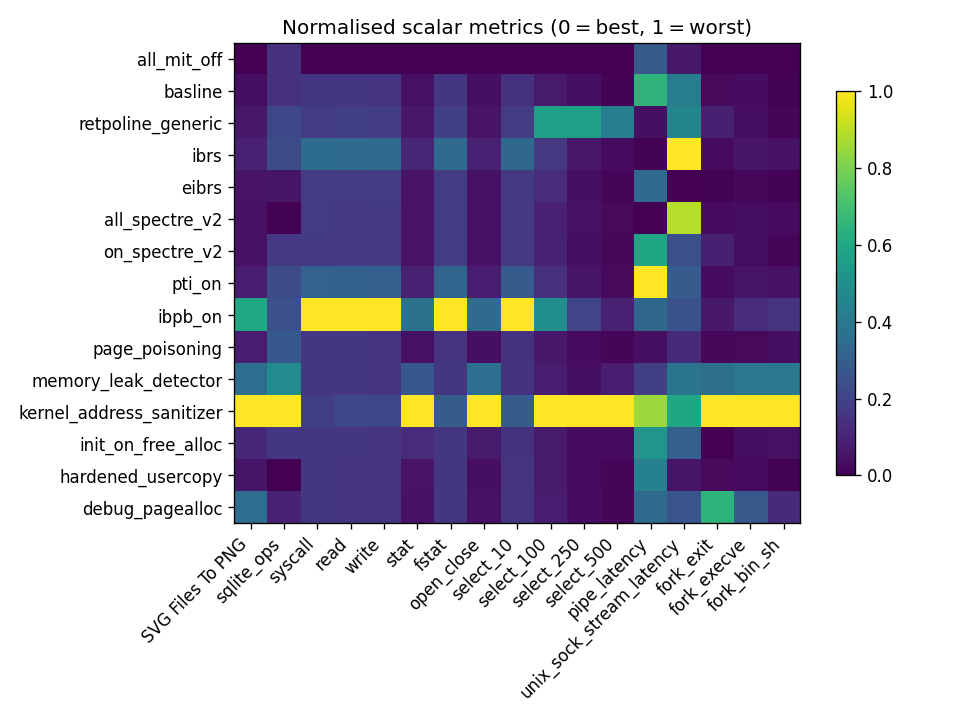 Normalised scalar metrics (0 = best, 1 = worst)
all_mit_off
basline
retpoline_generic
ibrs
eibrs
all_spectre_v2
on_spectre_v2
pti_on
ibpb_on
page_poisoning
memory_leak_detector
kernel_address_sanitizer
init_on_free_alloc
hardened_usercopy
debug_pagealloc
SVG Files To PNG
sqlite_ops
syscall
read
write
stat
fstat
open_close
select_10
select_100
select_250
select_500
pipe_latency
unix_sock_stream_latency
fork_exit
fork_execve
fork_bin_sh
1.0
0.8
0.6
0.4
0.2
0.0